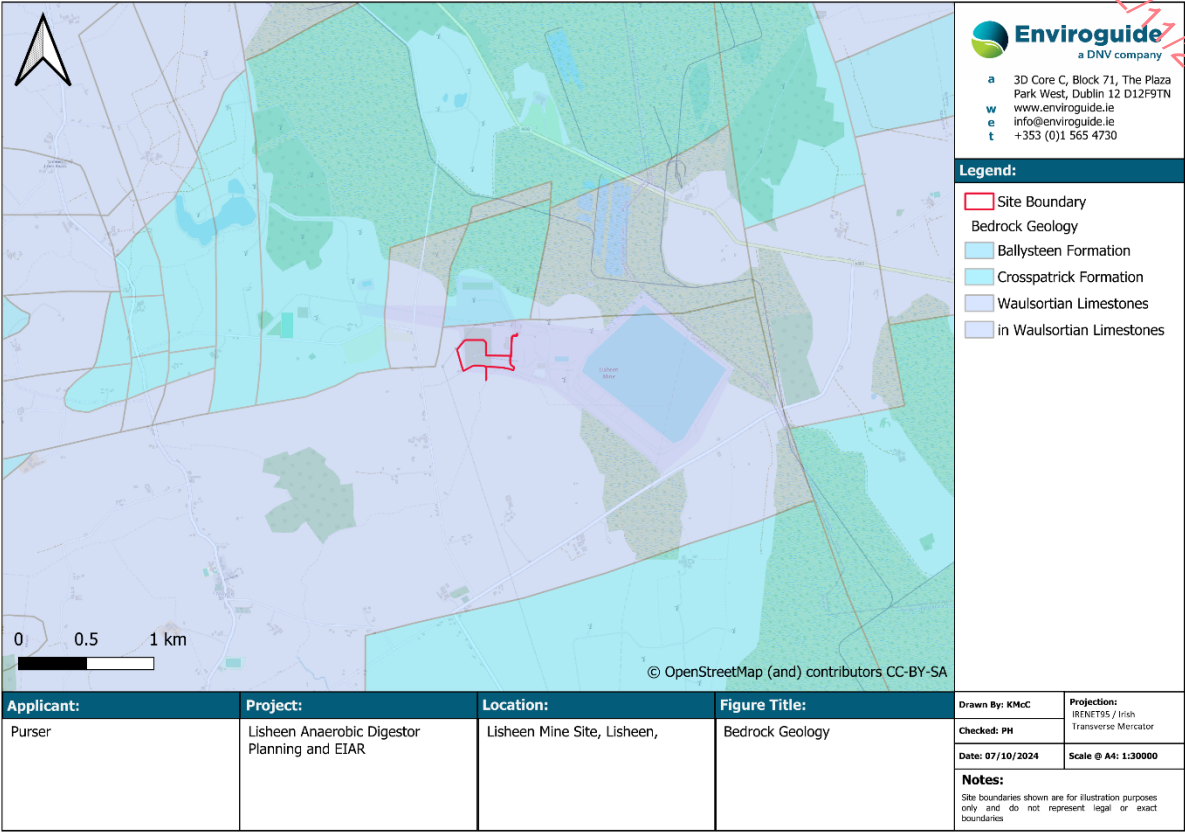 Enviroguide
a DNV company
a 3D Core C, Block 71, The Plaza
Park West, Dublin 12 D12F9TN
w www.enviroguide.ie
e info@enviroguide.ie
t +353 (0)1 565 4730
Legend:
Site Boundary
Bedrock Geology
Ballysteen Formation
Crosspatrick Formation
Waulsortian Limestones
in Waulsortian Limestones
Lisheen
Mine
0 0.5 1 km
© OpenStreetMap (and) contributors CC-BY-SA
Applicant:
Purser
Project:
Lisheen Anaerobic Digestor
Planning and EIAR
Location:
Lisheen Mine Site, Lisheen,
Figure Title:
Bedrock Geology
Drawn By: KMcC
Checked: PH
Date: 07/10/2024
Projection:
IRENET95 / Irish
Transverse Mercator
Scale @ A4: 1:30000
Notes:
Site boundaries shown are for illustration purposes
only and do not represent legal or exact
boundaries